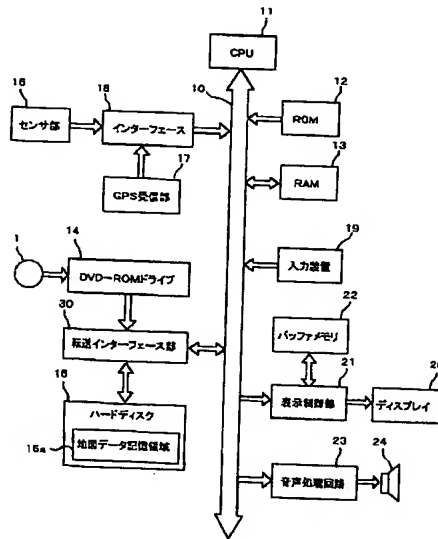 11
CPU
10
16
センサ部
18
インターフェース
12
ROM
17
GPS受信部
13
RAM
1
14
DVD-ROMドライブ
19
入力装置
30
転送インターフェース部
22
バッファメモリ
16
ハードディスク
15a
地図データ記憶領域
21
表示制御部
20
ディスプレイ
23
音声処理回路
24